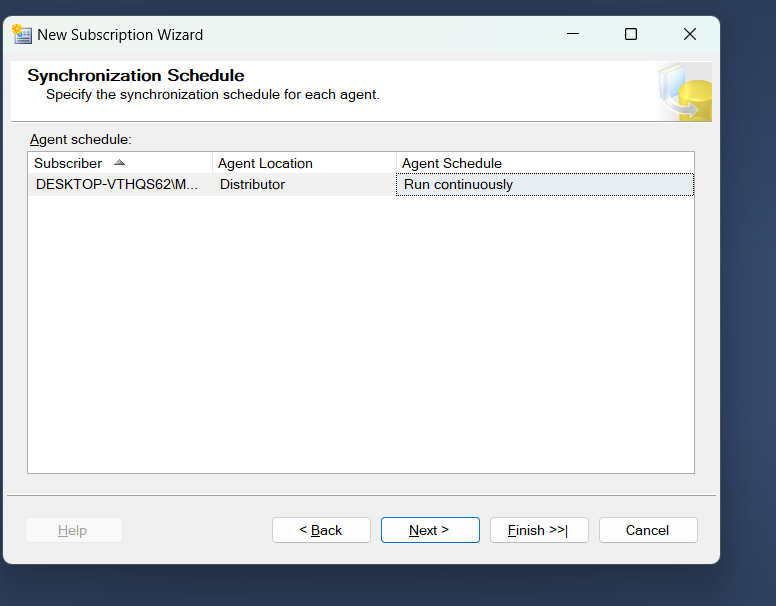 New Subscription Wizard
Synchronization Schedule
Specify the synchronization schedule for each agent.
Agent schedule:
Subscriber Agent Location Agent Schedule
DESKTOP-VTHQS62\M... Distributor Run continuously
Help < Back Next > Finish >>| Cancel